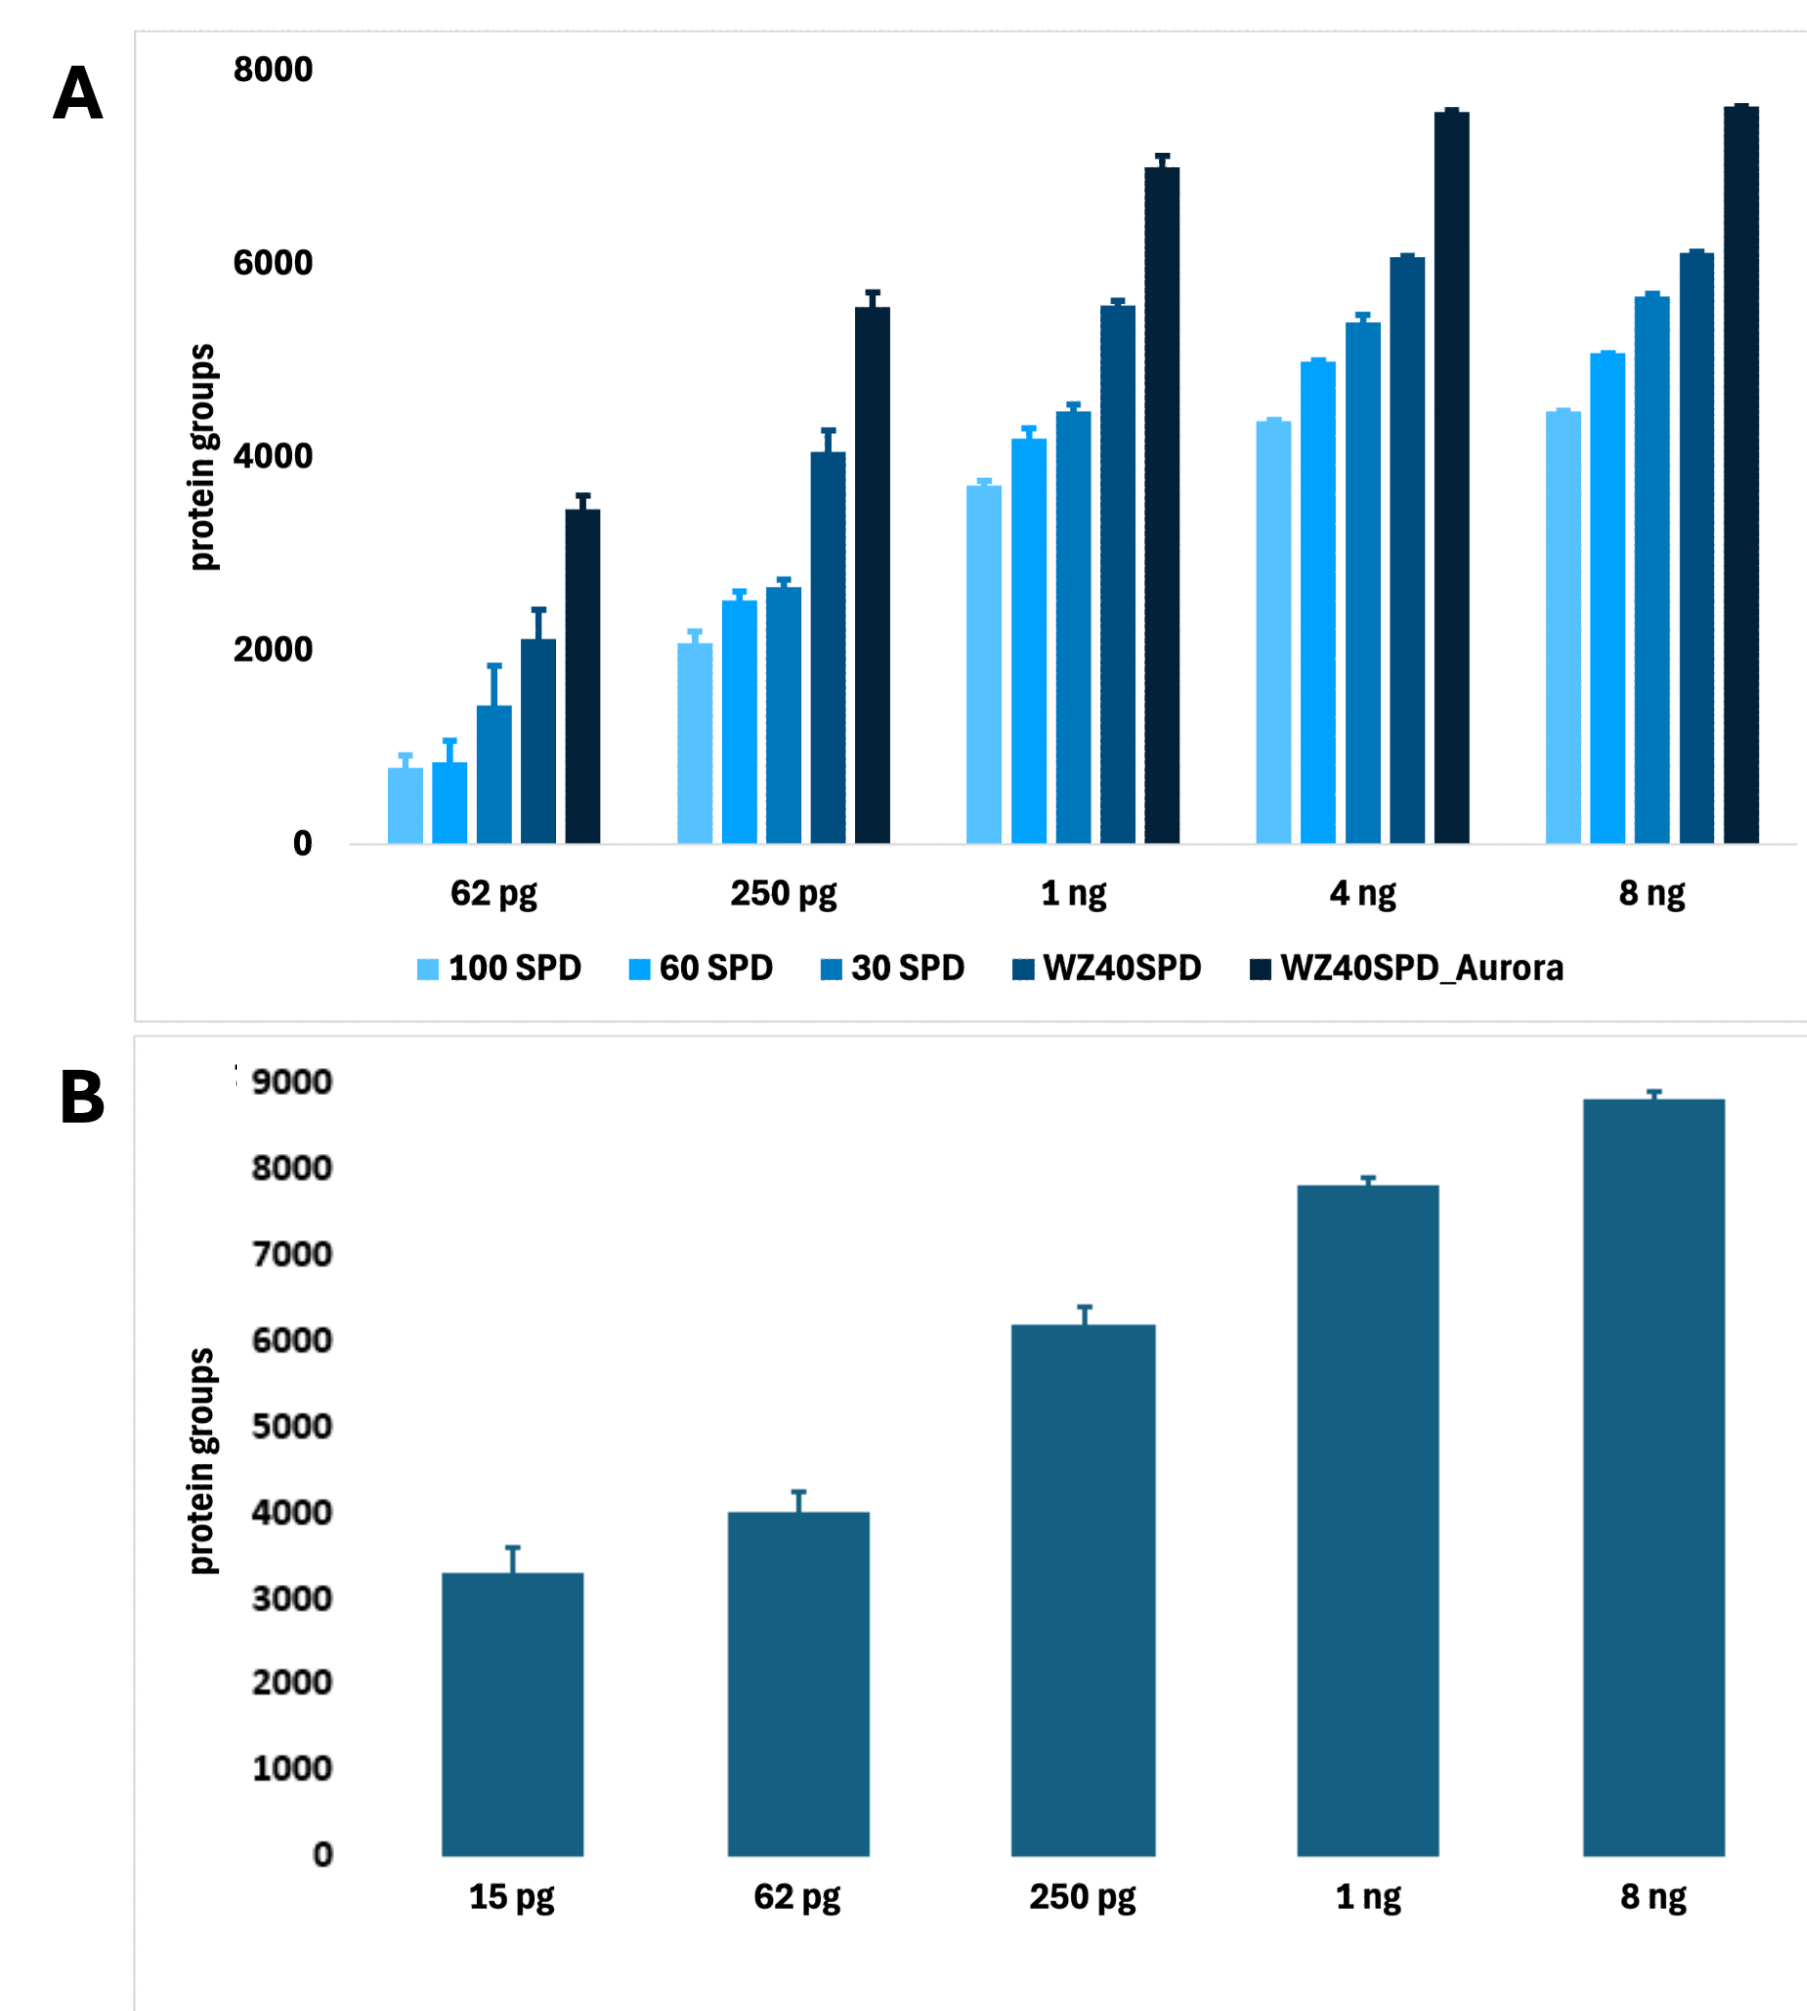 A
8000
6000
4000
2000
0
protein groups
62 pg 250 pg 1 ng 4 ng 8 ng
100 SPD 60 SPD 30 SPD WZ40SPD WZ40SPD_Aurora
B
9000
8000
7000
6000
5000
4000
3000
2000
1000
0
protein groups
15 pg 62 pg 250 pg 1 ng 8 ng